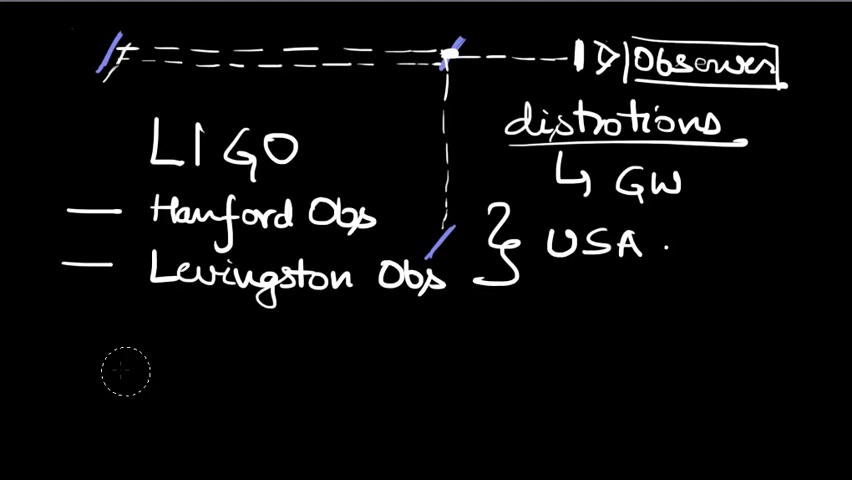 Observer
distrotions
↳ GW
LIGO
— Hanford Obs
— Levingston Obs } USA.